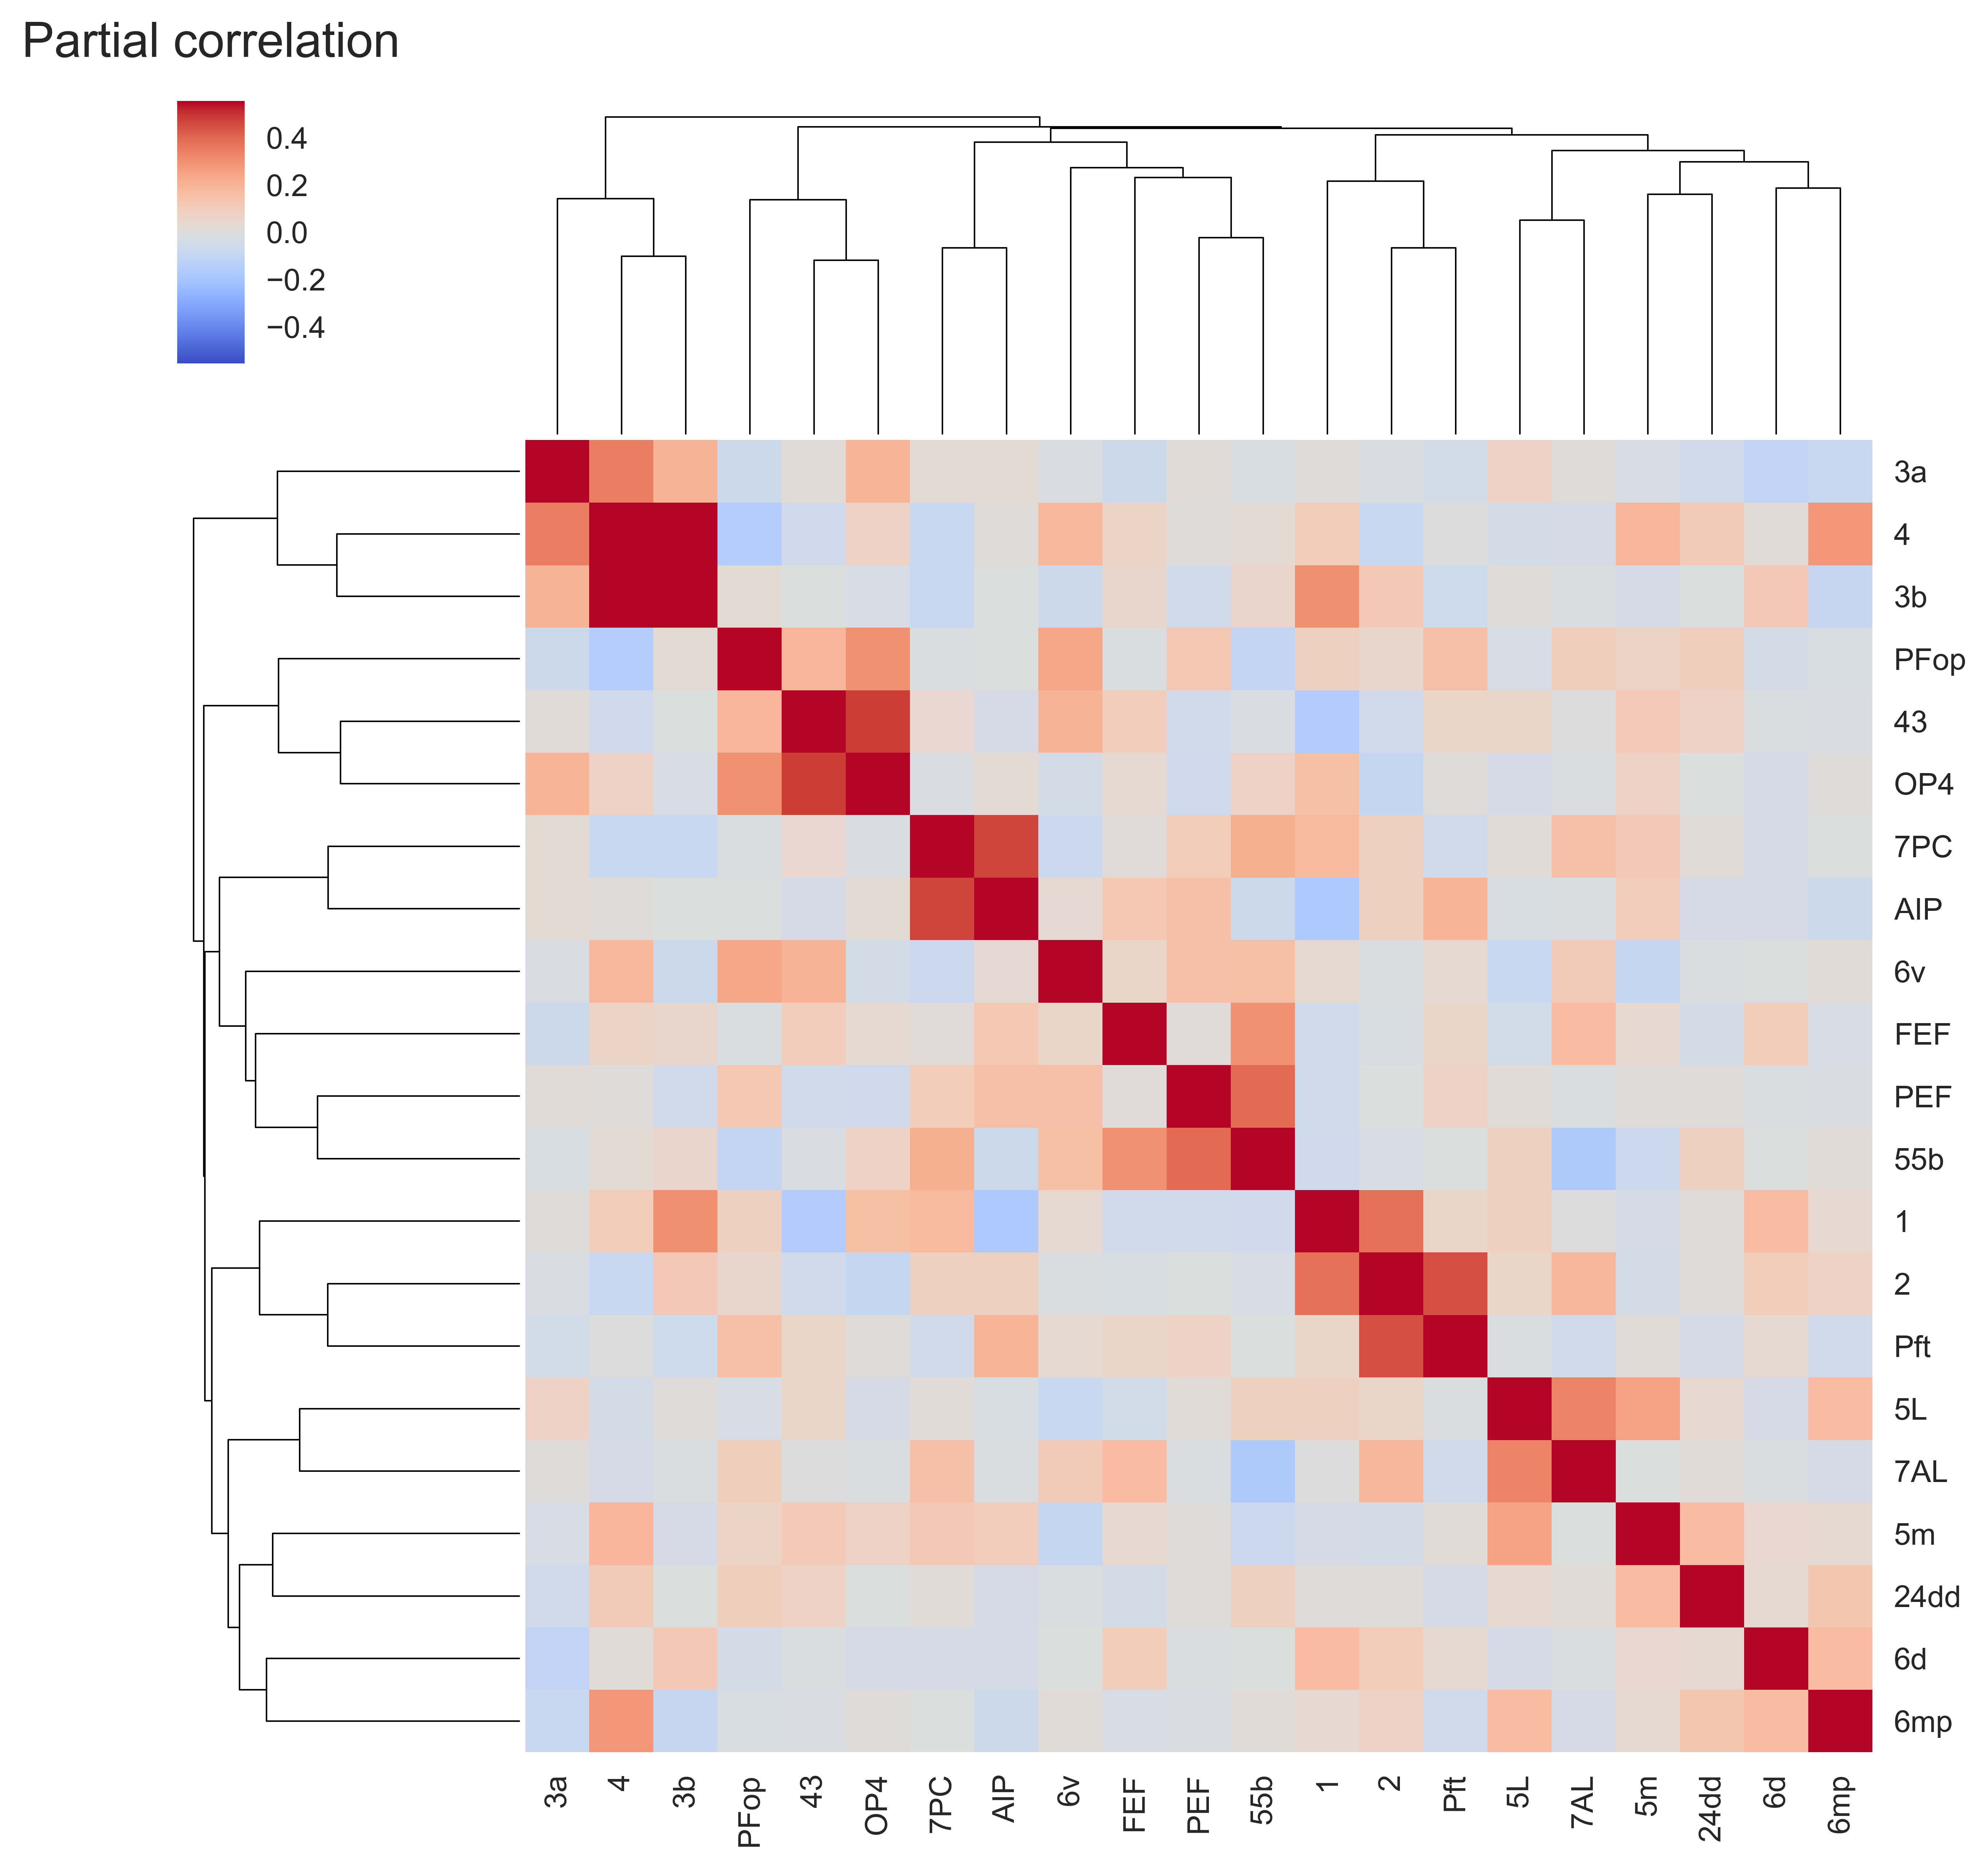 Partial correlation
0.4
0.2
0.0
−0.2
−0.4
3a
4
3b
PFop
43
OP4
7PC
AIP
6v
FEF
PEF
55b
1
2
Pft
5L
7AL
5m
24dd
6d
6mp
3a 4 3b PFop 43 OP4 7PC AIP 6v FEF PEF 55b 1 2 Pft 5L 7AL 5m 24dd 6d 6mp